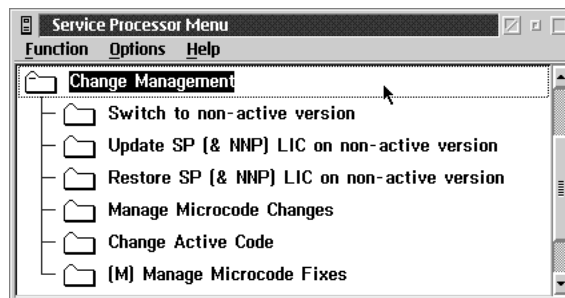 Service Processor Menu
Function Options Help
Change Management
Switch to non-active version
Update SP (& NNP) LIC on non-active version
Restore SP (& NNP) LIC on non-active version
Manage Microcode Changes
Change Active Code
(M) Manage Microcode Fixes